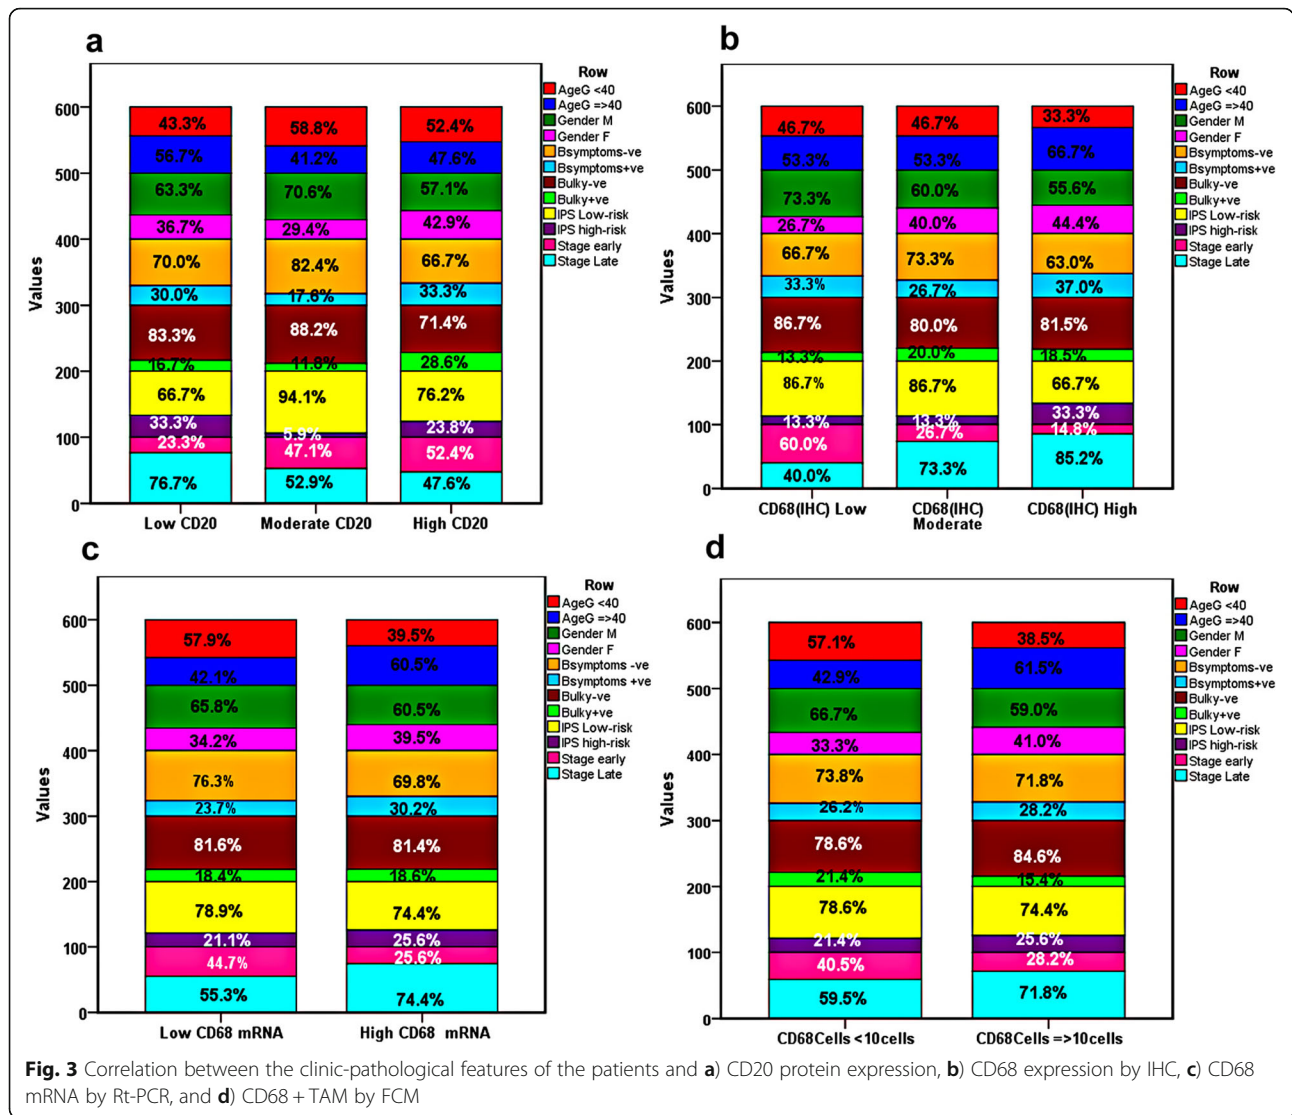 a
Row
AgeG <40
AgeG =>40
Gender M
Gender F
Bsymptoms-ve
Bsymptoms+ve
Bulky-ve
Bulky+ve
IPS Low-risk
IPS high-risk
Stage early
Stage Late
Values
600
500
400
300
200
100
0
43.3% 58.8% 52.4%
56.7% 41.2% 47.6%
63.3% 70.6% 57.1%
36.7% 29.4% 42.9%
70.0% 82.4% 66.7%
30.0% 17.6% 33.3%
83.3% 88.2% 71.4%
16.7% 11.8% 28.6%
66.7% 94.1% 76.2%
33.3% 5.9% 23.8%
23.3% 47.1% 52.4%
76.7% 52.9% 47.6%
Low CD20 Moderate CD20 High CD20
b
Row
AgeG <40
AgeG =>40
Gender M
Gender F
Bsymptoms-ve
Bsymptoms+ve
Bulky-ve
Bulky+ve
IPS Low-risk
IPS high-risk
Stage early
Stage Late
Values
600
500
400
300
200
100
0
46.7% 46.7% 33.3%
53.3% 53.3% 66.7%
73.3% 60.0% 55.6%
26.7% 40.0% 44.4%
66.7% 73.3% 63.0%
33.3% 26.7% 37.0%
86.7% 80.0% 81.5%
13.3% 20.0% 18.5%
86.7% 86.7% 66.7%
13.3% 13.3% 33.3%
60.0% 26.7% 14.8%
40.0% 73.3% 85.2%
CD68(IHC) Low CD68(IHC) Moderate CD68(IHC) High
c
Row
AgeG <40
AgeG =>40
Gender M
Gender F
Bsymptoms -ve
Bsymptoms +ve
Bulky-ve
Bulky+ve
IPS Low-risk
IPS high-risk
Stage early
Stage Late
Values
600
500
400
300
200
100
0
57.9% 39.5%
42.1% 60.5%
65.8% 60.5%
34.2% 39.5%
76.3% 69.8%
23.7% 30.2%
81.6% 81.4%
18.4% 18.6%
78.9% 74.4%
21.1% 25.6%
44.7% 25.6%
55.3% 74.4%
Low CD68 mRNA High CD68 mRNA
d
Row
AgeG <40
AgeG =>40
Gender M
Gender F
Bsymptoms-ve
Bsymptoms+ve
Bulky-ve
Bulky+ve
IPS Low-risk
IPS high-risk
Stage early
Stage Late
Values
600
500
400
300
200
100
0
57.1% 38.5%
42.9% 61.5%
66.7% 59.0%
33.3% 41.0%
73.8% 71.8%
26.2% 28.2%
78.6% 84.6%
21.4% 15.4%
78.6% 74.4%
21.4% 25.6%
40.5% 28.2%
59.5% 71.8%
CD68Cells <10cells CD68Cells =>10cells
Fig. 3 Correlation between the clinic-pathological features of the patients and a) CD20 protein expression, b) CD68 expression by IHC, c) CD68
mRNA by Rt-PCR, and d) CD68 + TAM by FCM